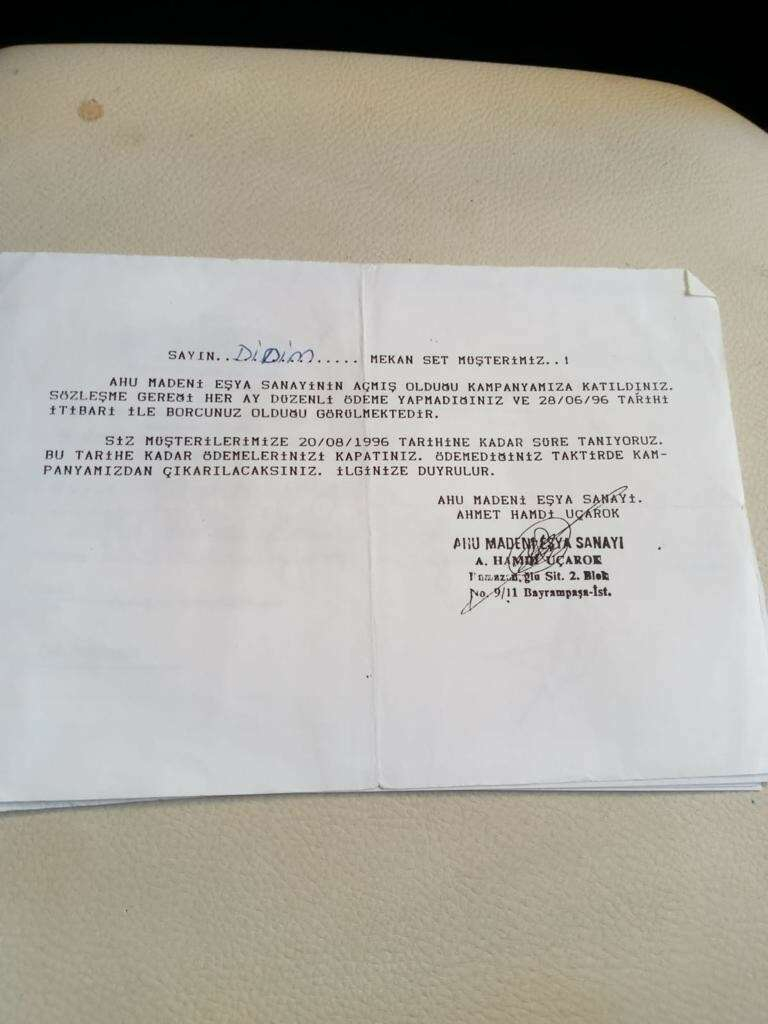 SAYIN..DİDİM..... MEKAN SET MÜŞTERİMİZ..!
AHU MADENİ EŞYA SANAYİNİN AÇMIŞ OLDUĞU KAMPANYAMIZA KATILDINIZ.
SÖZLEŞME GEREĞİ HER AY DÜZENLİ ÖDEME YAPMADIĞINIZ VE 28/06/96 TARİHİ
İTİBARİ İLE BORCUNUZ OLDUĞU GÖRÜLMEKTEDİR.
SİZ MÜŞTERİLERİMİZE 20/08/1996 TARİHİNE KADAR SÜRE TANIYORUZ.
BU TARİHE KADAR ÖDEMELERİNİZİ KAPATINIZ. ÖDEMEDİĞİNİZ TAKTİRDE KAM-
PANYAMIZDAN ÇIKARILACAKSINIZ. İLGİNİZE DUYRULUR.
AHU MADENİ EŞYA SANAYİ.
AHMET HAMDİ UÇAROK
AHU MADENİ EŞYA SANAYİ
A. HAMDİ UÇAROK
Sit. 2. Blok
No. 9/11 Bayrampaşa-İst.